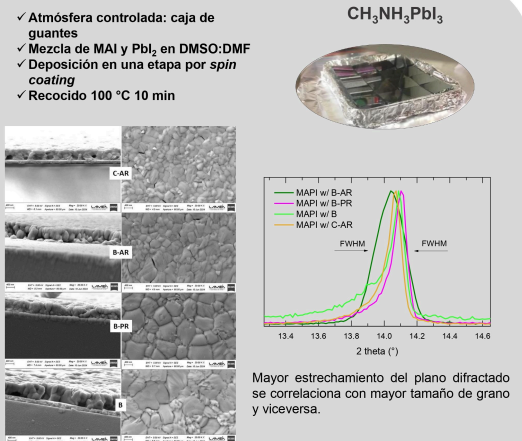 ✓ Atmósfera controlada: caja de
guantes
✓ Mezcla de MAI y PbI₂ en DMSO:DMF
✓ Deposición en una etapa por spin
coating
✓ Recocido 100 °C 10 min
CH₃NH₃PbI₃
C-AR
B-AR
B-PR
B
MAPI w/ B-AR
MAPI w/ B-PR
MAPI w/ B
MAPI w/ C-AR
FWHM
FWHM
13.4 13.6 13.8 14.0 14.2 14.4 14.6
2 theta (°)
Mayor estrechamiento del plano difractado
se correlaciona con mayor tamaño de grano
y viceversa.